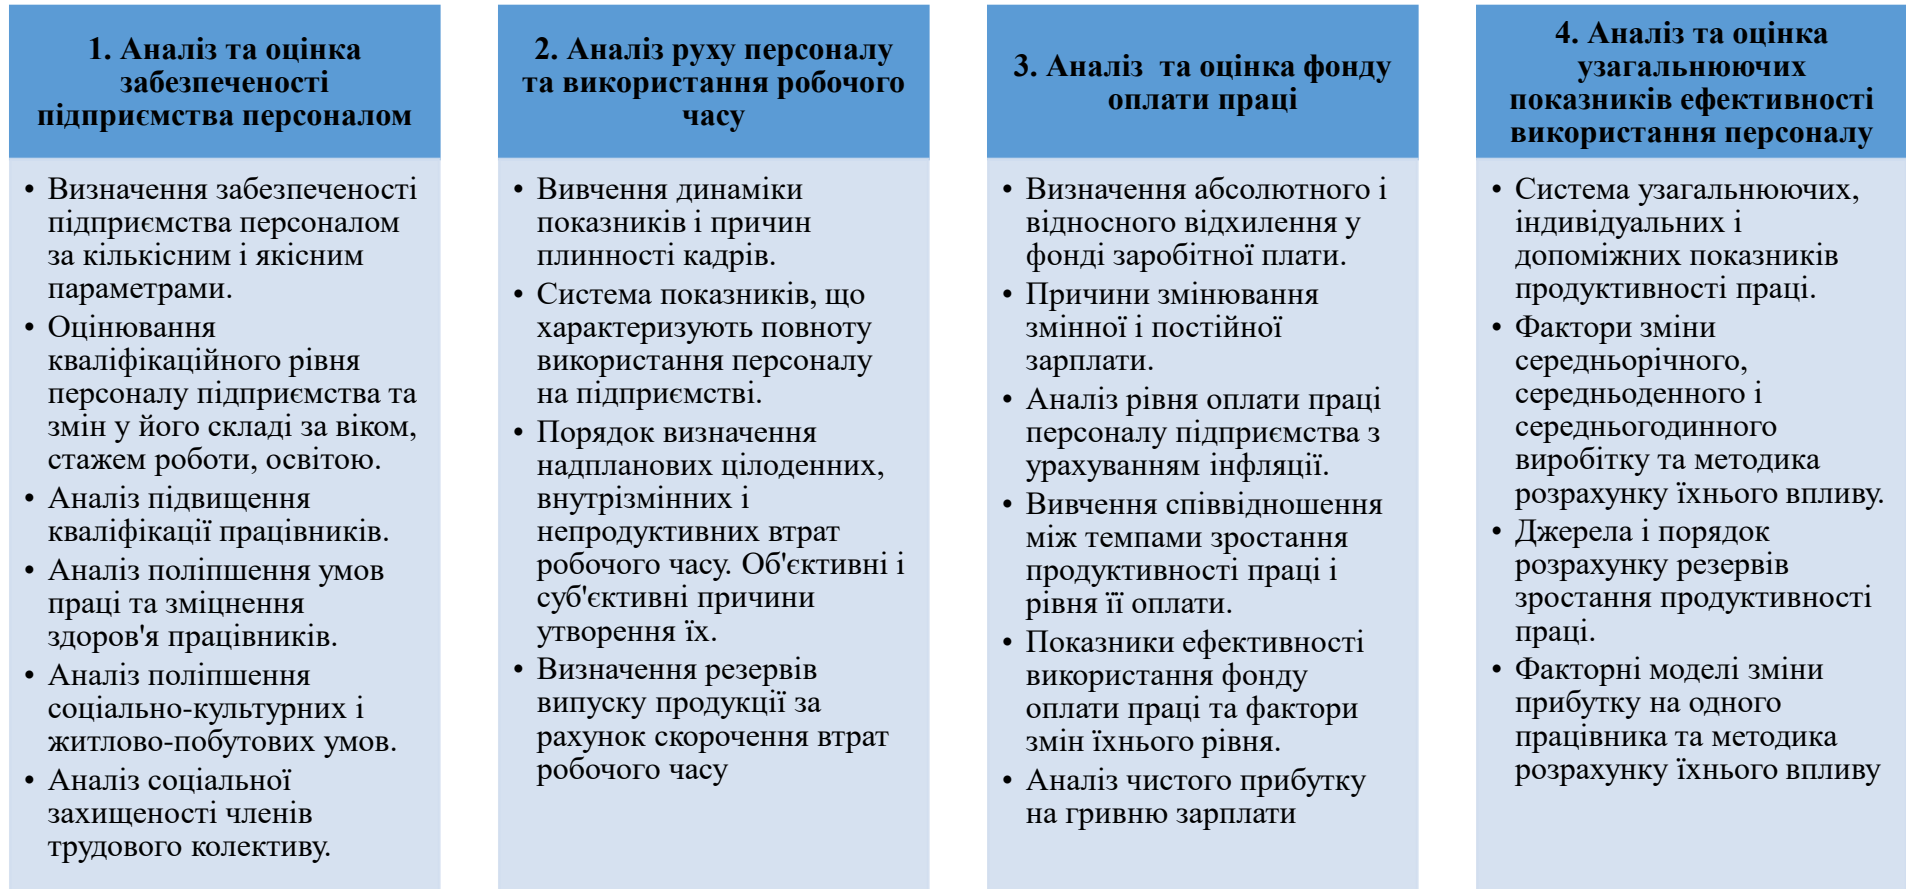 1. Аналіз та оцінка
забезпеченості
підприємства персоналом
• Визначення забезпеченості
підприємства персоналом
за кількісним і якісним
параметрами.
• Оцінювання
кваліфікаційного рівня
персоналу підприємства та
змін у його складі за віком,
стажем роботи, освітою.
• Аналіз підвищення
кваліфікації працівників.
• Аналіз поліпшення умов
праці та зміцнення
здоров'я працівників.
• Аналіз поліпшення
соціально-культурних і
житлово-побутових умов.
• Аналіз соціальної
захищеності членів
трудового колективу.
2. Аналіз руху персоналу
та використання робочого
часу
• Вивчення динаміки
показників і причин
плинності кадрів.
• Система показників, що
характеризують повноту
використання персоналу
на підприємстві.
• Порядок визначення
надпланових цілоденних,
внутрізмінних і
непродуктивних втрат
робочого часу. Об'єктивні і
суб'єктивні причини
утворення їх.
• Визначення резервів
випуску продукції за
рахунок скорочення втрат
робочого часу
3. Аналіз та оцінка фонду
оплати праці
• Визначення абсолютного і
відносного відхилення у
фонді заробітної плати.
• Причини змінювання
змінної і постійної
зарплати.
• Аналіз рівня оплати праці
персоналу підприємства з
урахуванням інфляції.
• Вивчення співвідношення
між темпами зростання
продуктивності праці і
рівня її оплати.
• Показники ефективності
використання фонду
оплати праці та фактори
змін їхнього рівня.
• Аналіз чистого прибутку
на гривню зарплати
4. Аналіз та оцінка
узагальнюючих
показників ефективності
використання персоналу
• Система узагальнюючих,
індивідуальних і
допоміжних показників
продуктивності праці.
• Фактори зміни
середньорічного,
середньоденного і
середньогодинного
виробітку та методика
розрахунку їхнього впливу.
• Джерела і порядок
розрахунку резервів
зростання продуктивності
праці.
• Факторні моделі зміни
прибутку на одного
працівника та методика
розрахунку їхнього впливу